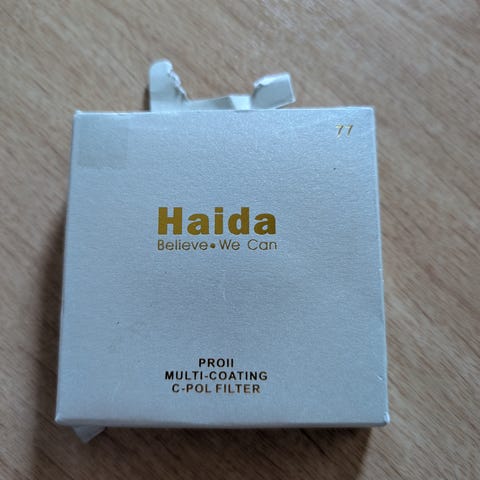 77
Haida
Believe•We Can
PROII
MULTI-COATING
C-POL FILTER